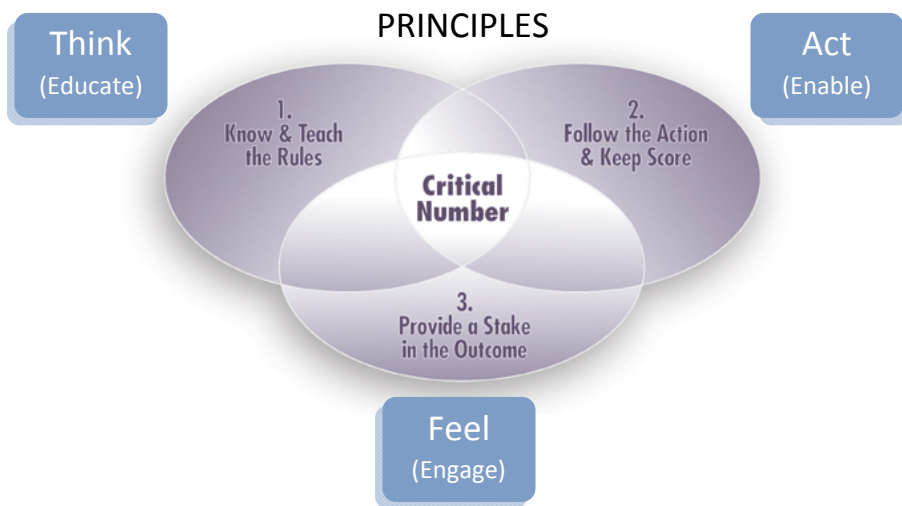 PRINCIPLES
Think
(Educate)
Act
(Enable)
1.
Know & Teach
the Rules
2.
Follow the Action
& Keep Score
Critical
Number
3.
Provide a Stake
in the Outcome
Feel
(Engage)